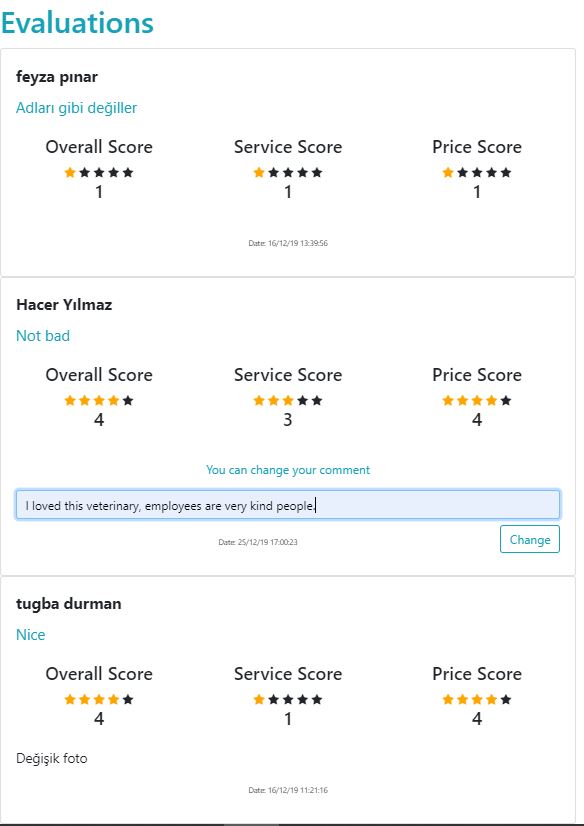 Evaluations
feyza pınar
Adları gibi değiller
Overall Score Service Score Price Score
1 1 1
Date: 16/12/19 13:39:56
Hacer Yılmaz
Not bad
Overall Score Service Score Price Score
4 3 4
You can change your comment
I loved this veterinary, employees are very kind people.
Date: 25/12/19 17:00:23 Change
tugba durman
Nice
Overall Score Service Score Price Score
4 1 4
Değişik foto
Date: 16/12/19 11:21:16